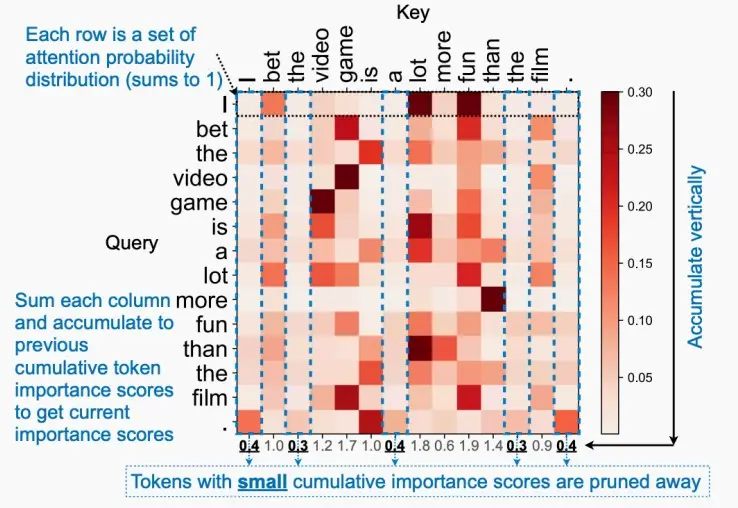 Key
Each row is a set of
attention probability
distribution (sums to 1)
I
bet
the
video
game
is
a
lot
more
fun
than
the
film
.
Query
I
bet
the
video
game
is
a
lot
more
fun
than
the
film
.
Sum each column
and accumulate to
previous
cumulative token
importance scores
to get current
importance scores
0.30
0.25
0.20
0.15
0.10
0.05
Accumulate vertically
0.4 1.0 0.3 1.2 1.7 1.0 0.4 1.8 0.6 1.9 1.4 0.3 0.9 0.4
Tokens with small cumulative importance scores are pruned away